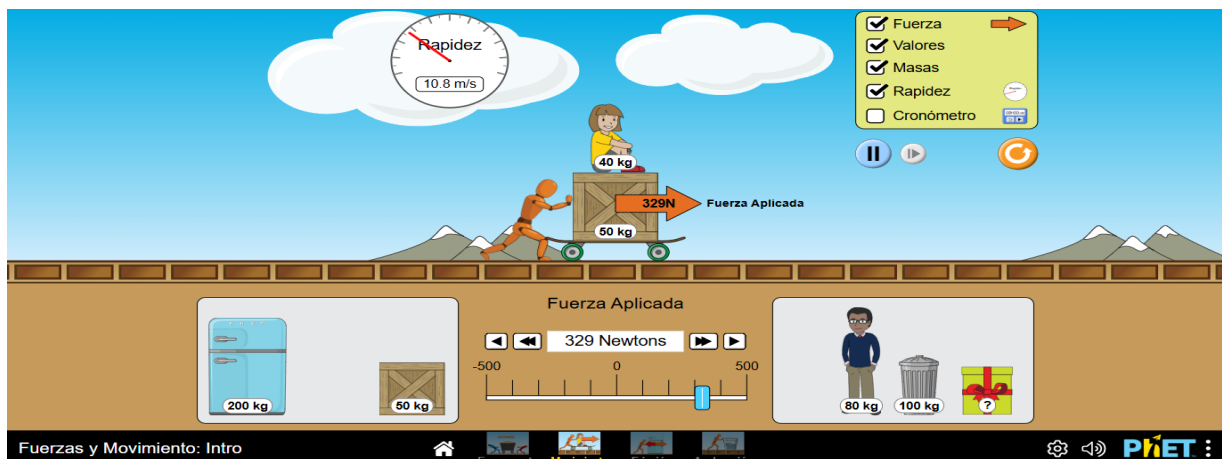 Rapidez
10.8 m/s
Fuerza
Valores
Masas
Rapidez
Cronómetro
40 kg
329N
Fuerza Aplicada
50 kg
Fuerza Aplicada
329 Newtons
-500
0
500
200 kg
50 kg
80 kg
100 kg
?
Fuerzas y Movimiento: Intro
PhET